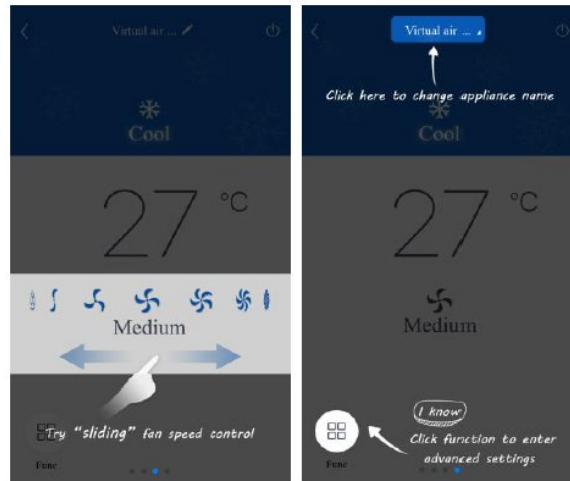 Virtual air ...
Cool
27 °C
Medium
Try "sliding" fan speed control
Func
Virtual air ...
Click here to change appliance name
Cool
27 °C
Medium
I know
Click function to enter
advanced settings
Func